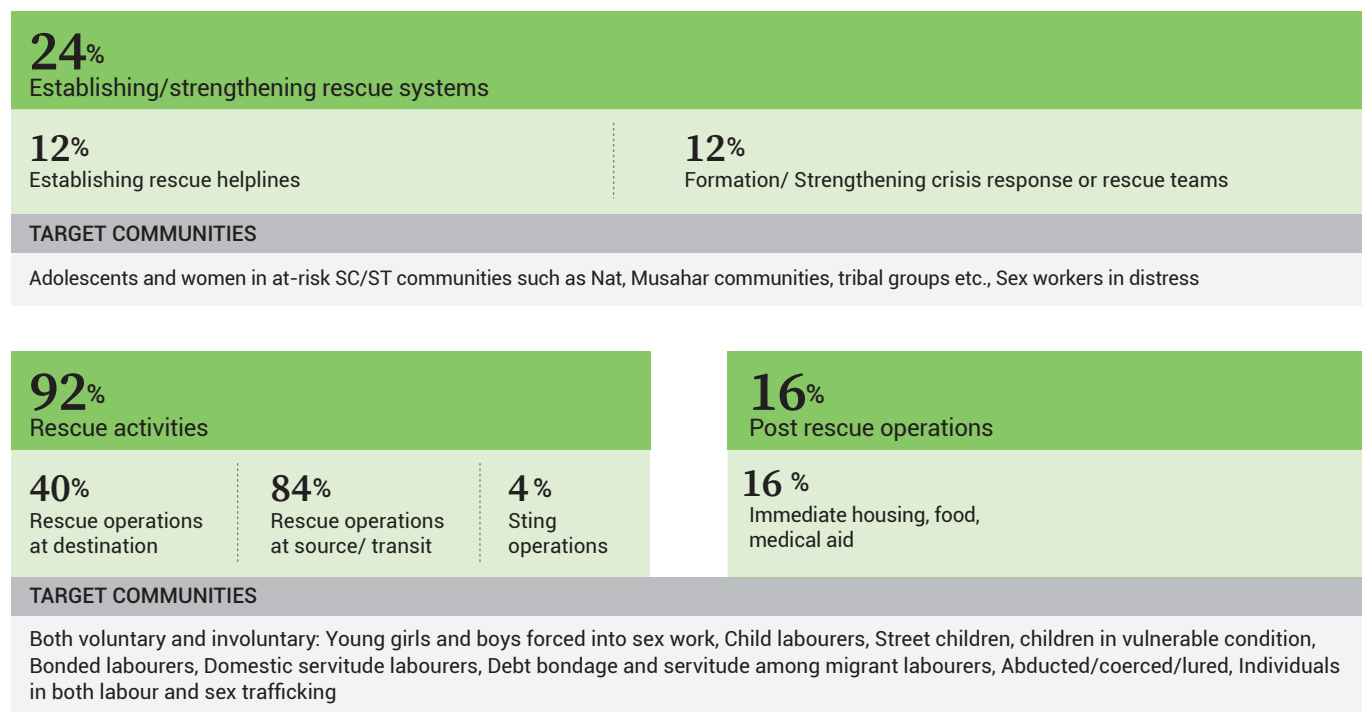 24%
Establishing/strengthening rescue systems
12%
Establishing rescue helplines
12%
Formation/ Strengthening crisis response or rescue teams
TARGET COMMUNITIES
Adolescents and women in at-risk SC/ST communities such as Nat, Musahar communities, tribal groups etc., Sex workers in distress
92%
Rescue activities
40%
Rescue operations
at destination
84%
Rescue operations
at source/ transit
4 %
Sting
operations
16%
Post rescue operations
16 %
Immediate housing, food,
medical aid
TARGET COMMUNITIES
Both voluntary and involuntary: Young girls and boys forced into sex work, Child labourers, Street children, children in vulnerable condition,
Bonded labourers, Domestic servitude labourers, Debt bondage and servitude among migrant labourers, Abducted/coerced/lured, Individuals
in both labour and sex trafficking